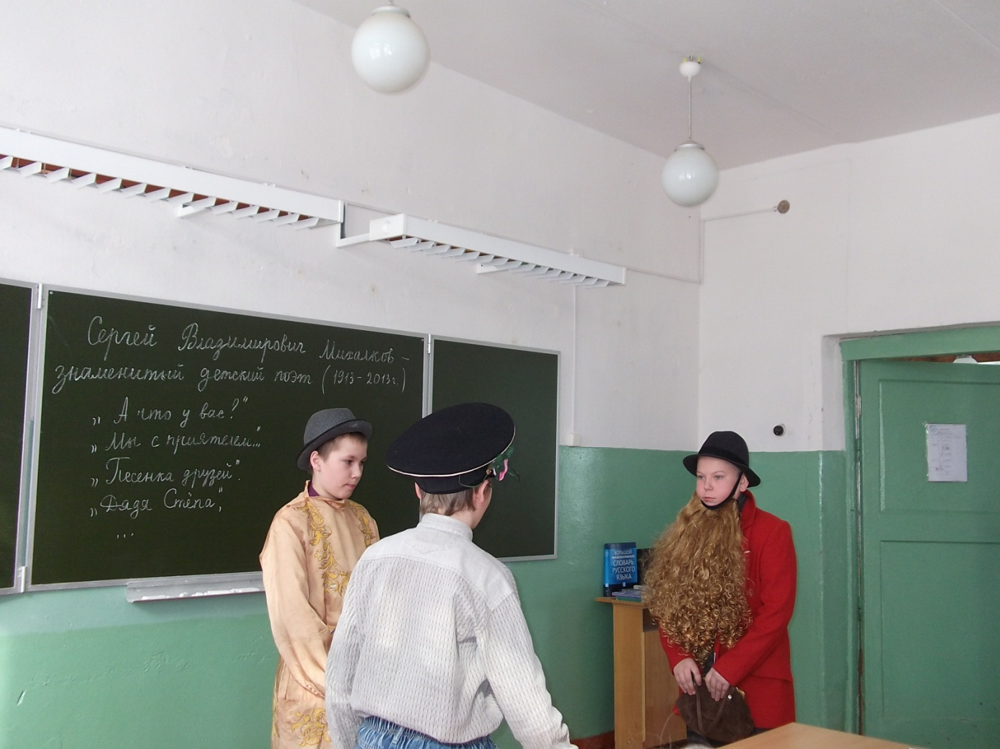 Сергей Владимирович Михалков -
знаменитый детский поэт (1913-2013г.)
„А что у вас?"
„Мы с приятелем..."
„Песенка друзей".
„Дядя Стёпа,"
...
БОЛЬШОЙ
СЛОВАРЬ
РУССКОГО
ЯЗЫКА